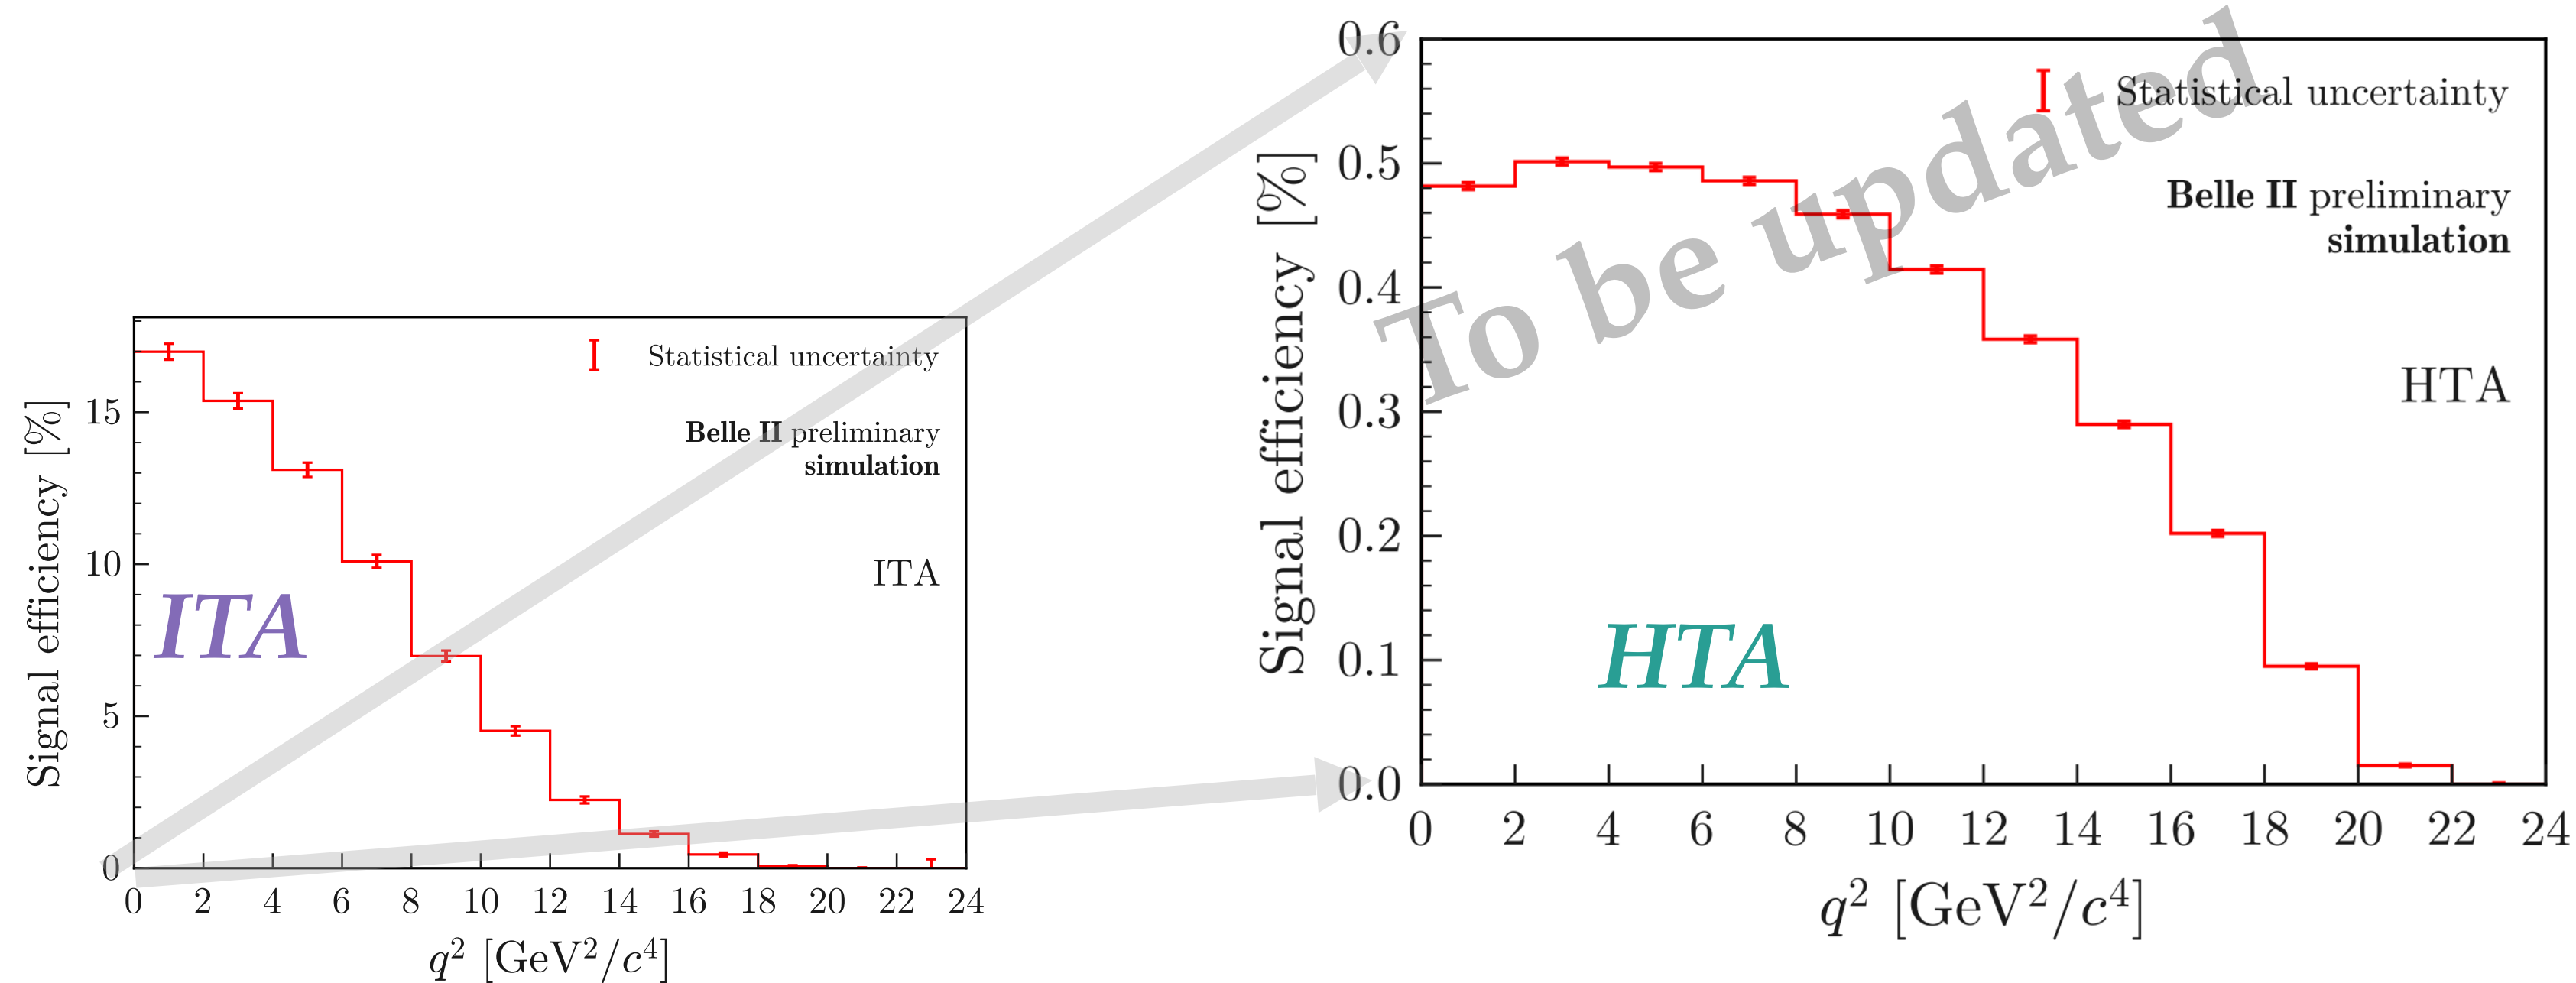 Signal efficiency [%]
15
10
5
0
Statistical uncertainty
Belle II preliminary
simulation
ITA
ITA
0 2 4 6 8 10 12 14 16 18 20 22 24
q² [GeV²/c⁴]
Signal efficiency [%]
0.6
0.5
0.4
0.3
0.2
0.1
0.0
Statistical uncertainty
Belle II preliminary
simulation
To be updated
HTA
HTA
0 2 4 6 8 10 12 14 16 18 20 22 24
q² [GeV²/c⁴]